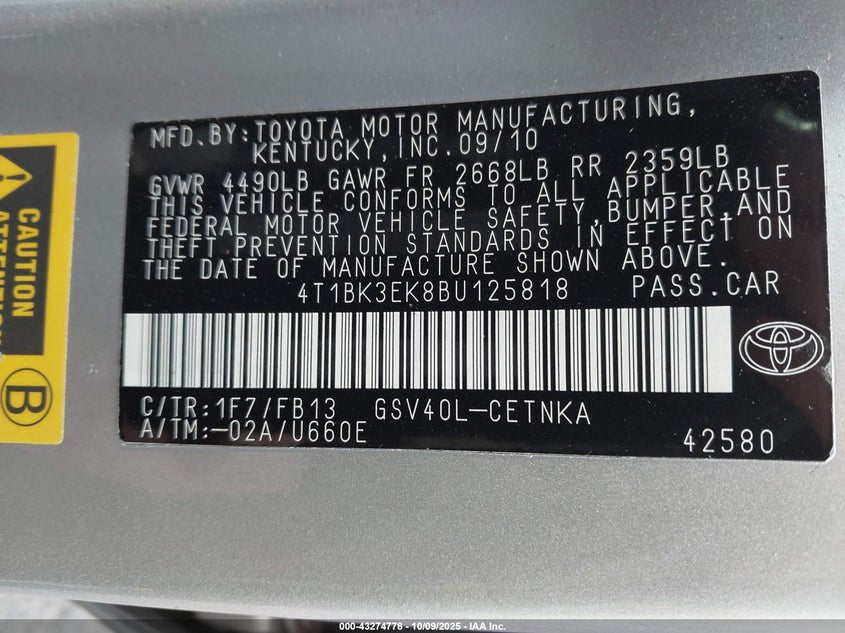 MFD.BY:TOYOTA MOTOR MANUFACTURING,
KENTUCKY,INC.09/10
GVWR 4490LB GAWR FR 2668LB RR 2359LB
THIS VEHICLE CONFORMS TO ALL APPLICABLE
FEDERAL MOTOR VEHICLE SAFETY,BUMPER,AND
THEFT PREVENTION STANDARDS IN EFFECT ON
THE DATE OF MANUFACTURE SHOWN ABOVE.
4T1BK3EK8BU125818 PASS.CAR
C/TR:1F7/FB13 GSV40L-CETNKA
A/TM:-02A/U660E
42580
CAUTION
B
000-43274778 - 10/09/2025 - IAA Inc.